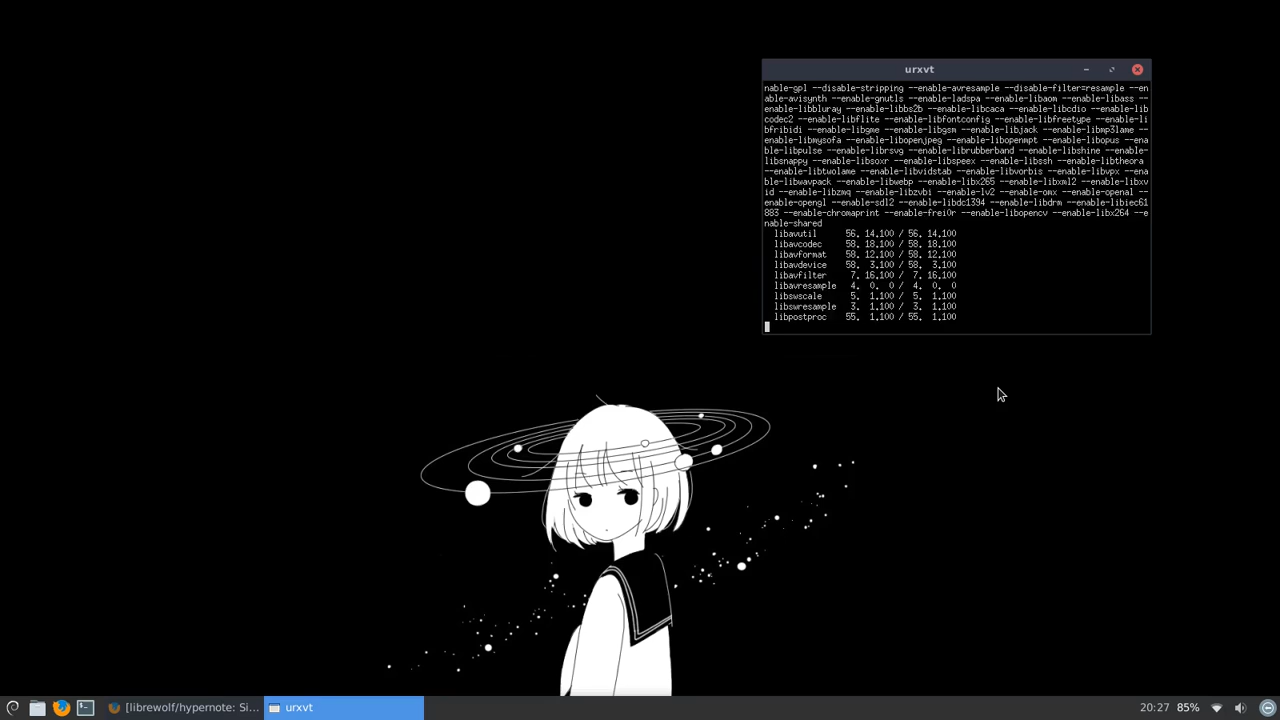 urxvt
nable-gpl --disable-stripping --enable-avresample --disable-filter=resample --en
able-avisynth --enable-gnutls --enable-ladspa --enable-libaom --enable-libass --
enable-libbluray --enable-libbs2b --enable-libcaca --enable-libcdio --enable-lib
codec2 --enable-libflite --enable-libfontconfig --enable-libfreetype --enable-li
bfribidi --enable-libgme --enable-libgsm --enable-libjack --enable-libmp3lame --
enable-libmysofa --enable-libopenjpeg --enable-libopenmpt --enable-libopus --ena
ble-libpulse --enable-librsvg --enable-librubberband --enable-libshine --enable-
libsnappy --enable-libsoxr --enable-libspeex --enable-libssh --enable-libtheora
--enable-libtwolame --enable-libvidstab --enable-libvorbis --enable-libvpx --ena
ble-libwavpack --enable-libwebp --enable-libx265 --enable-libxml2 --enable-libxv
id --enable-libzmq --enable-libzvbi --enable-lv2 --enable-omx --enable-openal --
enable-opengl --enable-sdl2 --enable-libdc1394 --enable-libdrm --enable-libiec61
883 --enable-chromaprint --enable-frei0r --enable-libopencv --enable-libx264 --e
nable-shared
libavutil 56. 14.100 / 56. 14.100
libavcodec 58. 18.100 / 58. 18.100
libavformat 58. 12.100 / 58. 12.100
libavdevice 58. 3.100 / 58. 3.100
libavfilter 7. 16.100 / 7. 16.100
libavresample 4. 0. 0 / 4. 0. 0
libswscale 5. 1.100 / 5. 1.100
libswresample 3. 1.100 / 3. 1.100
libpostproc 55. 1.100 / 55. 1.100
[librewolf/hypernote: Si... urxvt 20:27 85%